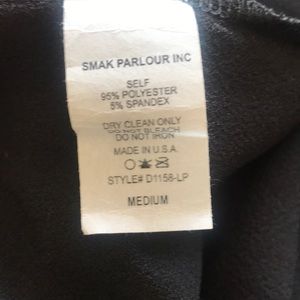 SMAK PARLOUR INC
SELF
95% POLYESTER
5% SPANDEX
DRY CLEAN ONLY
DO NOT BLEACH
DO NOT IRON
MADE IN U.S.A.
STYLE# D1158-LP
MEDIUM